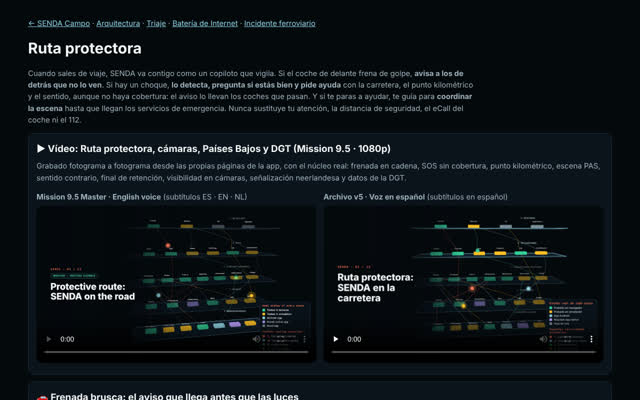 ← SENDA Campo · Arquitectura · Triaje · Batería de Internet · Incidente ferroviario
Ruta protectora
Cuando sales de viaje, SENDA va contigo como un copiloto que vigila. Si el coche de delante frena de golpe, avisa a los de
detrás que no lo ven. Si hay un choque, lo detecta, pregunta si estás bien y pide ayuda con la carretera, el punto kilométrico
y el sentido, aunque no haya cobertura: el aviso lo llevan los coches que pasan. Y si te paras a ayudar, te guía para coordinar
la escena hasta que llegan los servicios de emergencia. Nunca sustituye tu atención, la distancia de seguridad, el eCall del
coche ni el 112.
▶ Vídeo: Ruta protectora, cámaras, Países Bajos y DGT (Mission 9.5 · 1080p)
Grabado fotograma a fotograma desde las propias páginas de la app, con el núcleo real: frenada en cadena, SOS sin cobertura, punto kilométrico, escena PAS,
sentido contrario, final de retención, visibilidad en cámaras, señalización neerlandesa y datos de la DGT.
Mission 9.5 Master · English voice (subtítulos ES · EN · NL)
Archivo v5 · Voz en español (subtítulos en español)
Protective route:
SENDA on the road
Ruta protectora:
SENDA en la
carretera
0:00
0:00
Frenada brusca: el aviso que llega antes que las luces